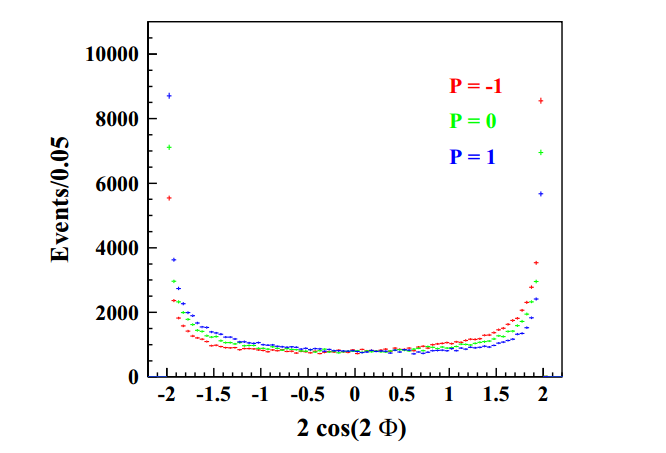 10000
8000
6000
4000
2000
0
Events/0.05
P = -1
P = 0
P = 1
-2 -1.5 -1 -0.5 0 0.5 1 1.5 2
2 cos(2 Φ)